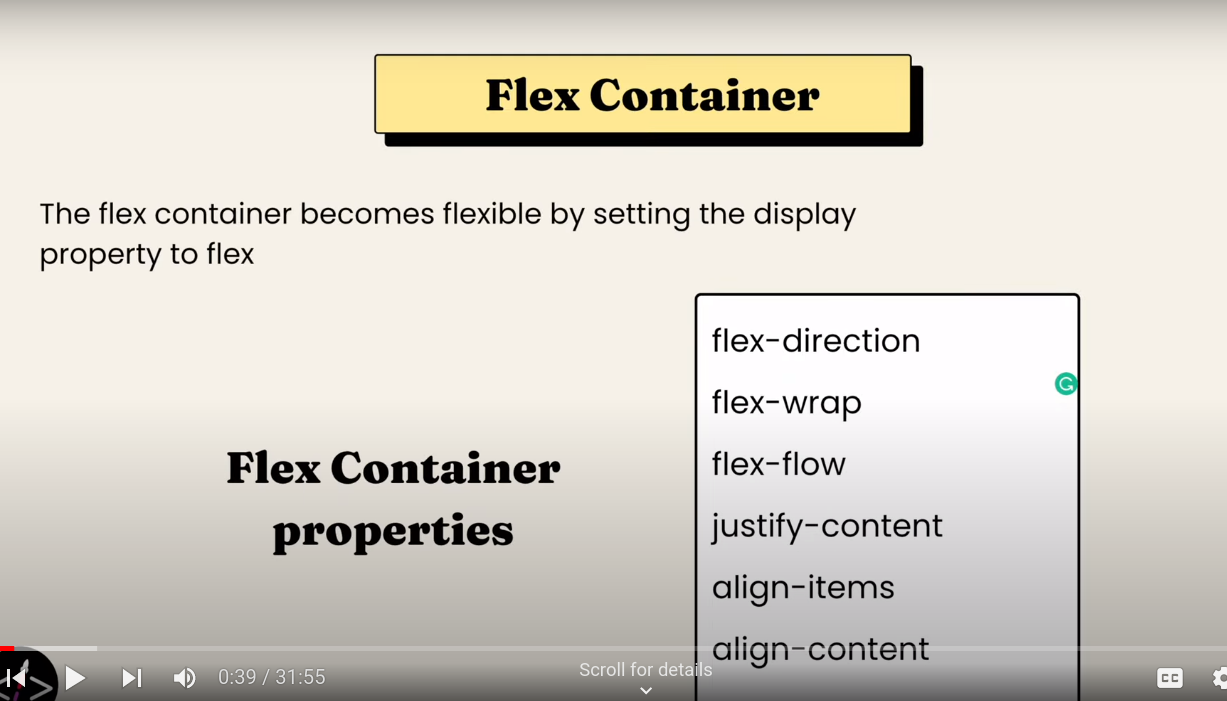 Flex Container
The flex container becomes flexible by setting the display
property to flex
Flex Container
properties
flex-direction
flex-wrap
flex-flow
justify-content
align-items
align-content
0:39 / 31:55
Scroll for details
CC